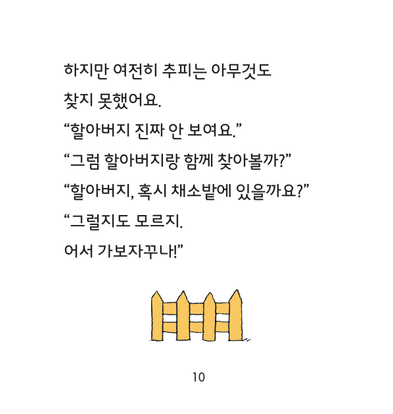 하지만 여전히 추피는 아무것도
찾지 못했어요.
“할아버지 진짜 안 보여요.”
“그럼 할아버지랑 함께 찾아볼까?”
“할아버지, 혹시 채소밭에 있을까요?”
“그럴지도 모르지.
어서 가보자꾸나!”
10